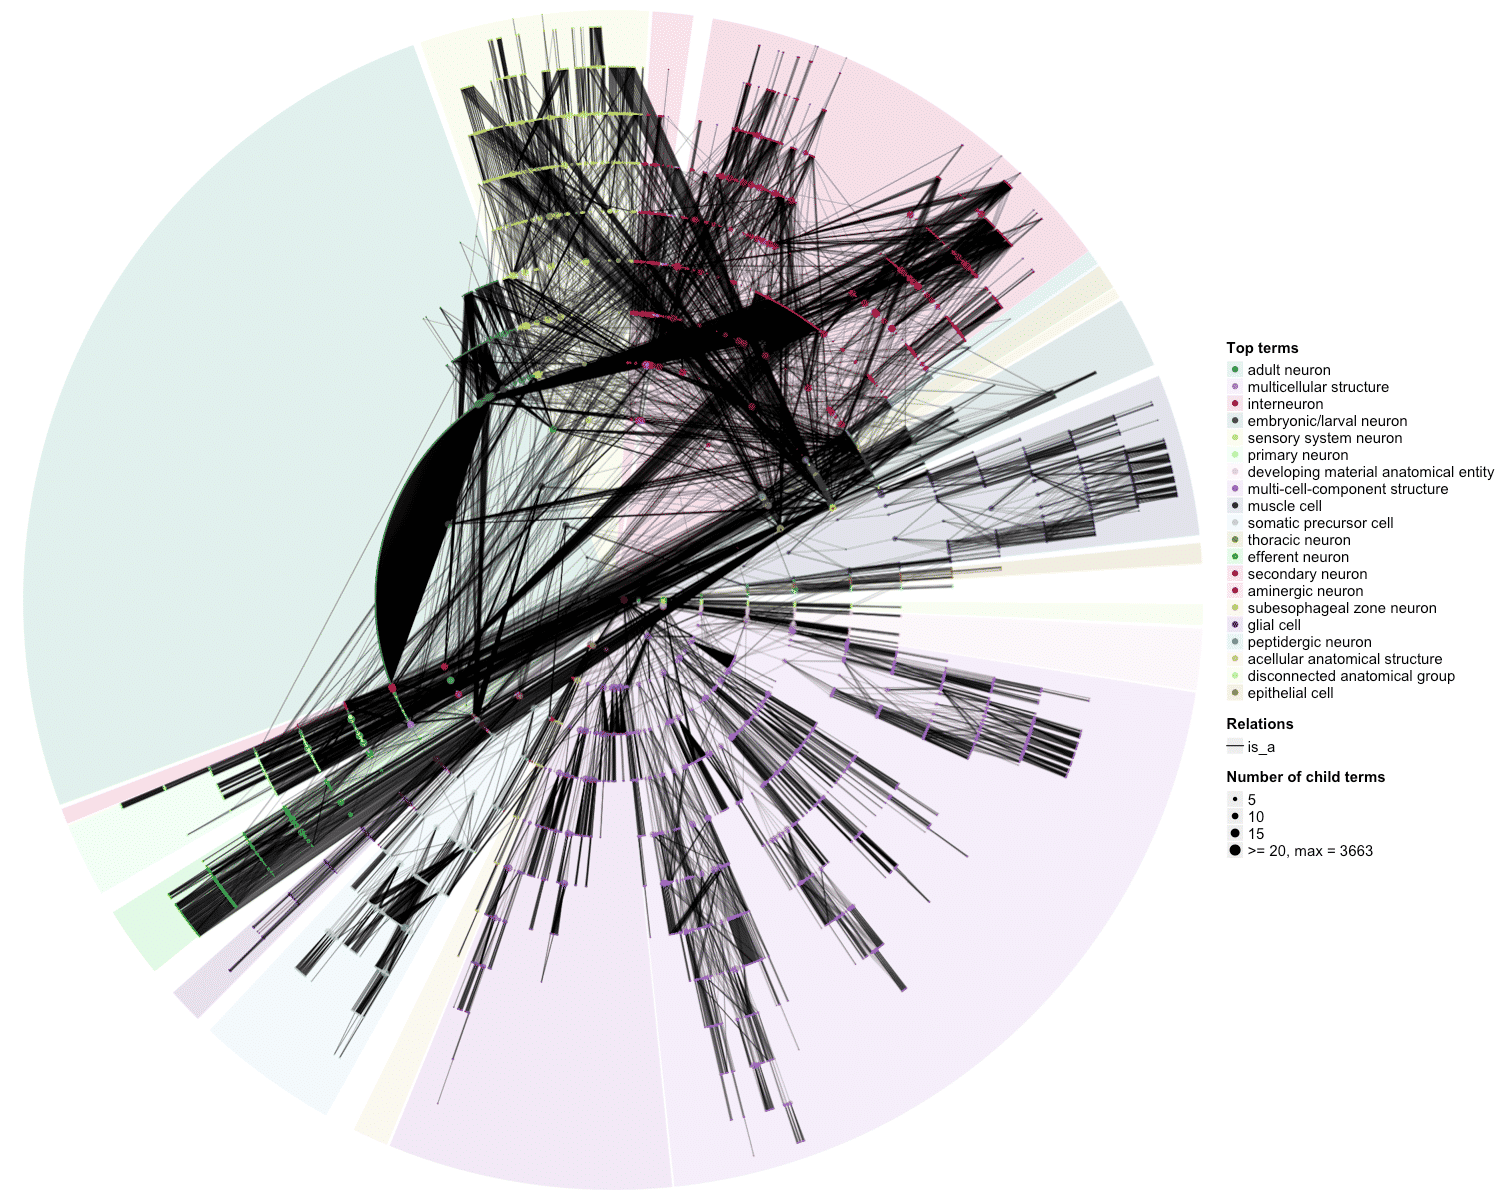 Top terms
adult neuron
multicellular structure
interneuron
embryonic/larval neuron
sensory system neuron
primary neuron
developing material anatomical entity
multi-cell-component structure
muscle cell
somatic precursor cell
thoracic neuron
efferent neuron
secondary neuron
aminergic neuron
subesophageal zone neuron
glial cell
peptidergic neuron
acellular anatomical structure
disconnected anatomical group
epithelial cell
Relations
is_a
Number of child terms
5
10
15
>= 20, max = 3663